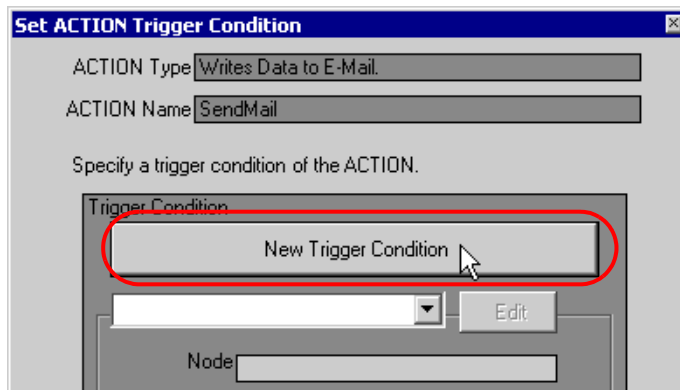 Set ACTION Trigger Condition
ACTION Type Writes Data to E-Mail.
ACTION Name SendMail
Specify a trigger condition of the ACTION.
Trigger Condition
New Trigger Condition
Edit
Node